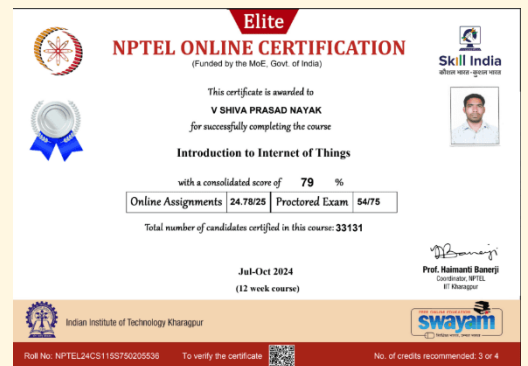 Elite
NPTEL ONLINE CERTIFICATION
(Funded by the MoE, Govt. of India)
Skill India
कौशल भारत - कुशल भारत
This certificate is awarded to
V SHIVA PRASAD NAYAK
for successfully completing the course
Introduction to Internet of Things
with a consolidated score of 79 %
Online Assignments 24.78/25 Proctored Exam 54/75
Total number of candidates certified in this course: 33131
Jul-Oct 2024
(12 week course)
Prof. Haimanti Banerji
Coordinator, NPTEL
IIT Kharagpur
Indian Institute of Technology Kharagpur
swayam
Roll No: NPTEL24CS115S750205536 To verify the certificate No. of credits recommended: 3 or 4